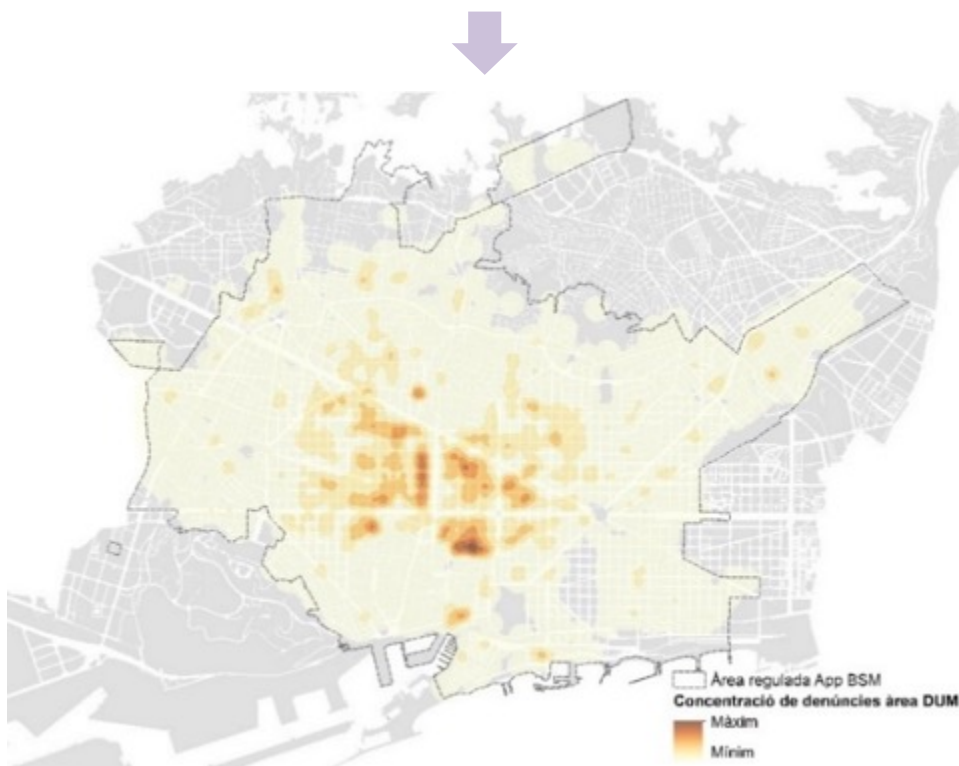 Àrea regulada App BSM
Concentració de denúncies àrea DUM
Màxim
Mínim